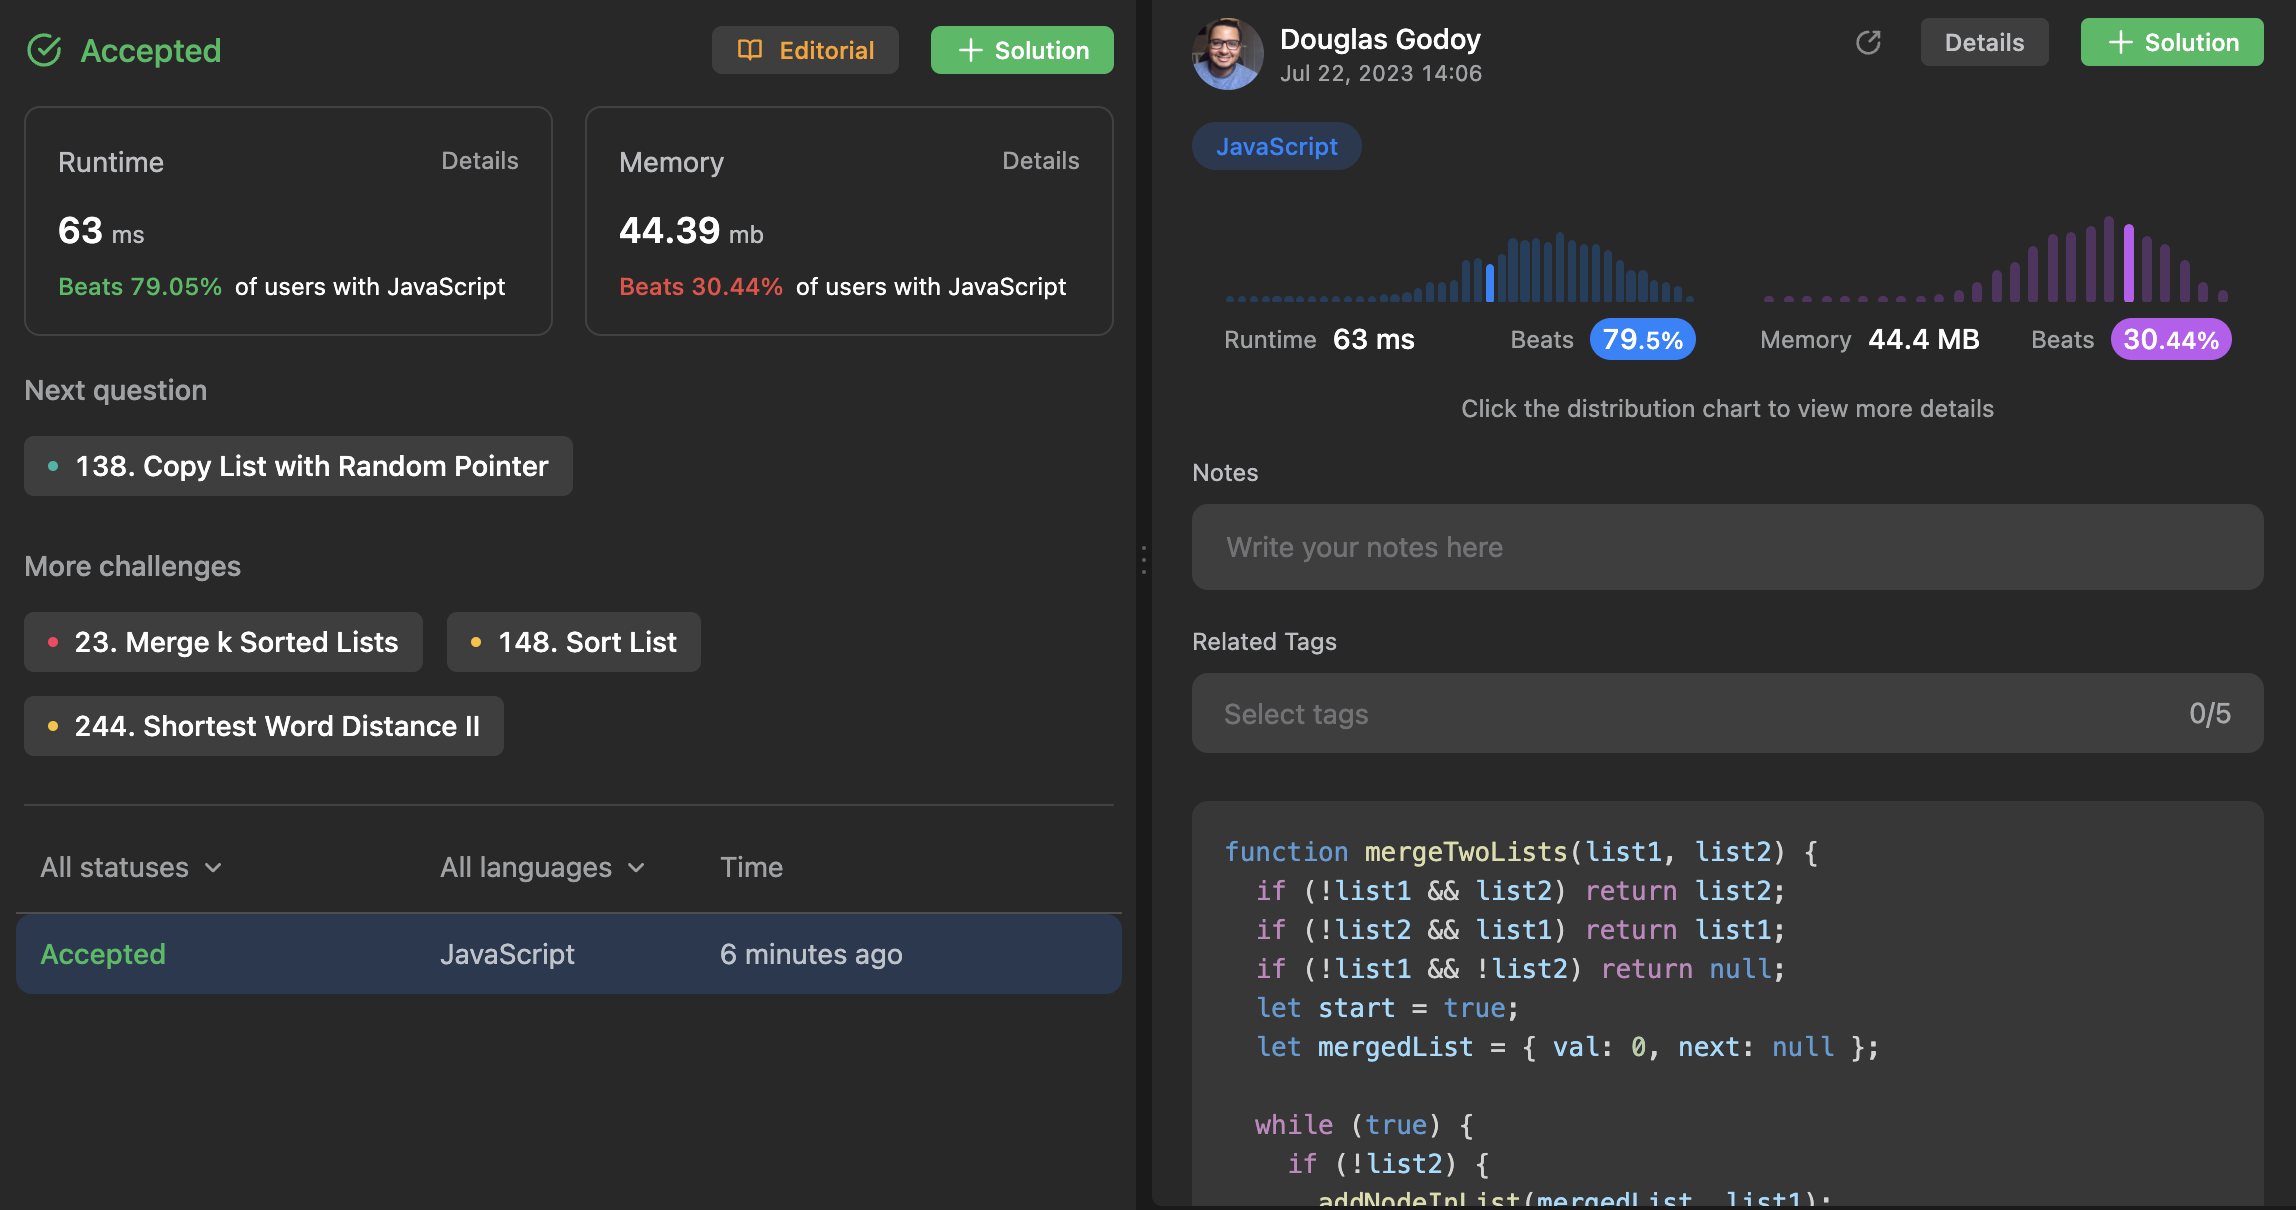 Accepted
Editorial
+ Solution
Runtime
Details
63 ms
Beats 79.05% of users with JavaScript
Memory
Details
44.39 mb
Beats 30.44% of users with JavaScript
Next question
138. Copy List with Random Pointer
More challenges
23. Merge k Sorted Lists
148. Sort List
244. Shortest Word Distance II
All statuses
All languages
Time
Accepted
JavaScript
6 minutes ago
Douglas Godoy
Jul 22, 2023 14:06
Details
+ Solution
JavaScript
Runtime 63 ms
Beats 79.5%
Memory 44.4 MB
Beats 30.44%
Click the distribution chart to view more details
Notes
Write your notes here
Related Tags
Select tags
0/5
function mergeTwoLists(list1, list2) {
  if (!list1 && list2) return list2;
  if (!list2 && list1) return list1;
  if (!list1 && !list2) return null;
  let start = true;
  let mergedList = { val: 0, next: null };
  while (true) {
    if (!list2) {
      addNodeInList(mergedList, list1);